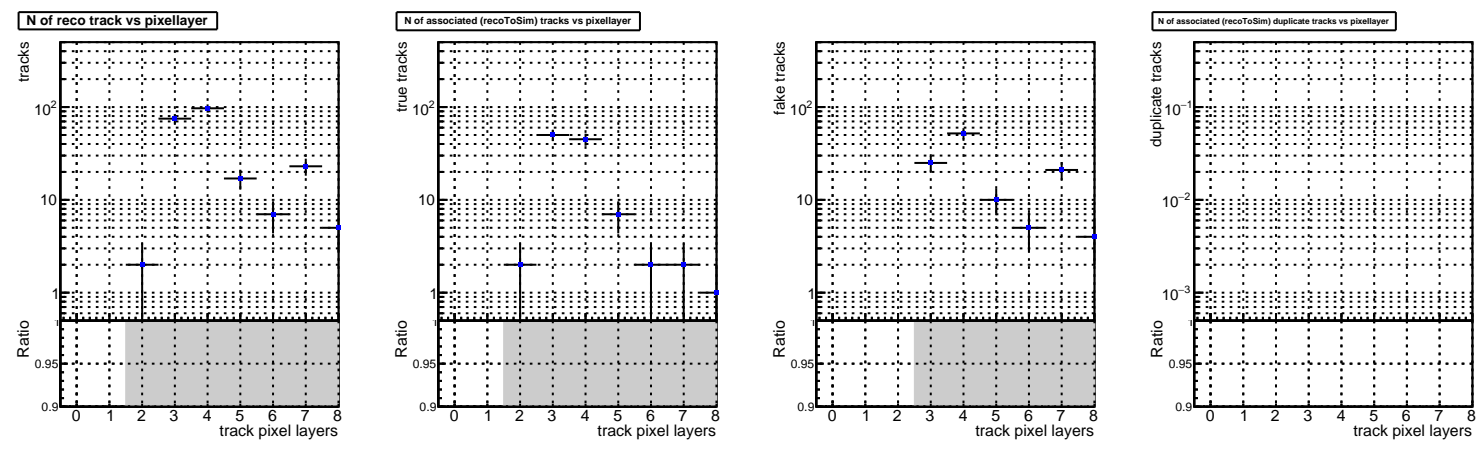 N of reco track vs pixellayer
tracks
10²
10
1
Ratio
1
0.95
0.9
0 1 2 3 4 5 6 7 8
track pixel layers
N of associated (recoToSim) tracks vs pixellayer
true tracks
10²
10
1
Ratio
1
0.95
0.9
0 1 2 3 4 5 6 7 8
track pixel layers
fake tracks
10²
10
1
Ratio
1
0.95
0.9
0 1 2 3 4 5 6 7 8
track pixel layers
N of associated (recoToSim) duplicate tracks vs pixellayer
duplicate tracks
10⁻¹
10⁻²
10⁻³
Ratio
1
0.95
0.9
0 1 2 3 4 5 6 7 8
track pixel layers